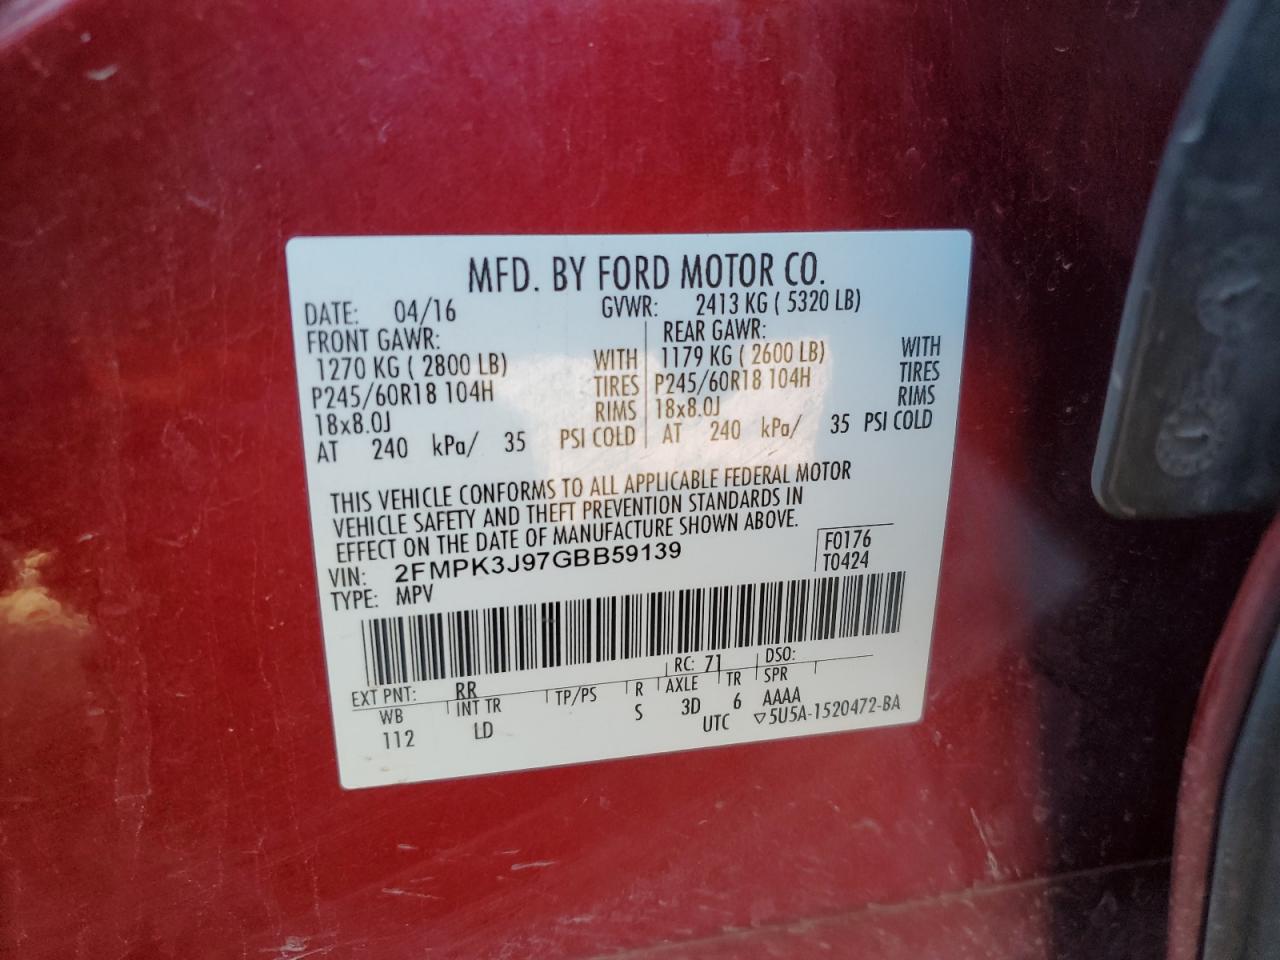 MFD. BY FORD MOTOR CO.
DATE: 04/16 GVWR: 2413 KG ( 5320 LB)
FRONT GAWR: REAR GAWR:
1270 KG ( 2800 LB) WITH 1179 KG ( 2600 LB) WITH
P245/60R18 104H TIRES P245/60R18 104H TIRES
18x8.0J RIMS 18x8.0J RIMS
AT 240 kPa/ 35 PSI COLD AT 240 kPa/ 35 PSI COLD
THIS VEHICLE CONFORMS TO ALL APPLICABLE FEDERAL MOTOR
VEHICLE SAFETY AND THEFT PREVENTION STANDARDS IN
EFFECT ON THE DATE OF MANUFACTURE SHOWN ABOVE.
VIN: 2FMPK3J97GBB59139 F0176
TYPE: MPV T0424
EXT PNT: RR RC: 71 DSO:
WB INT TR TP/PS R AXLE TR SPR
112 LD S 3D 6 AAAA
UTC ▽5U5A-1520472-BA